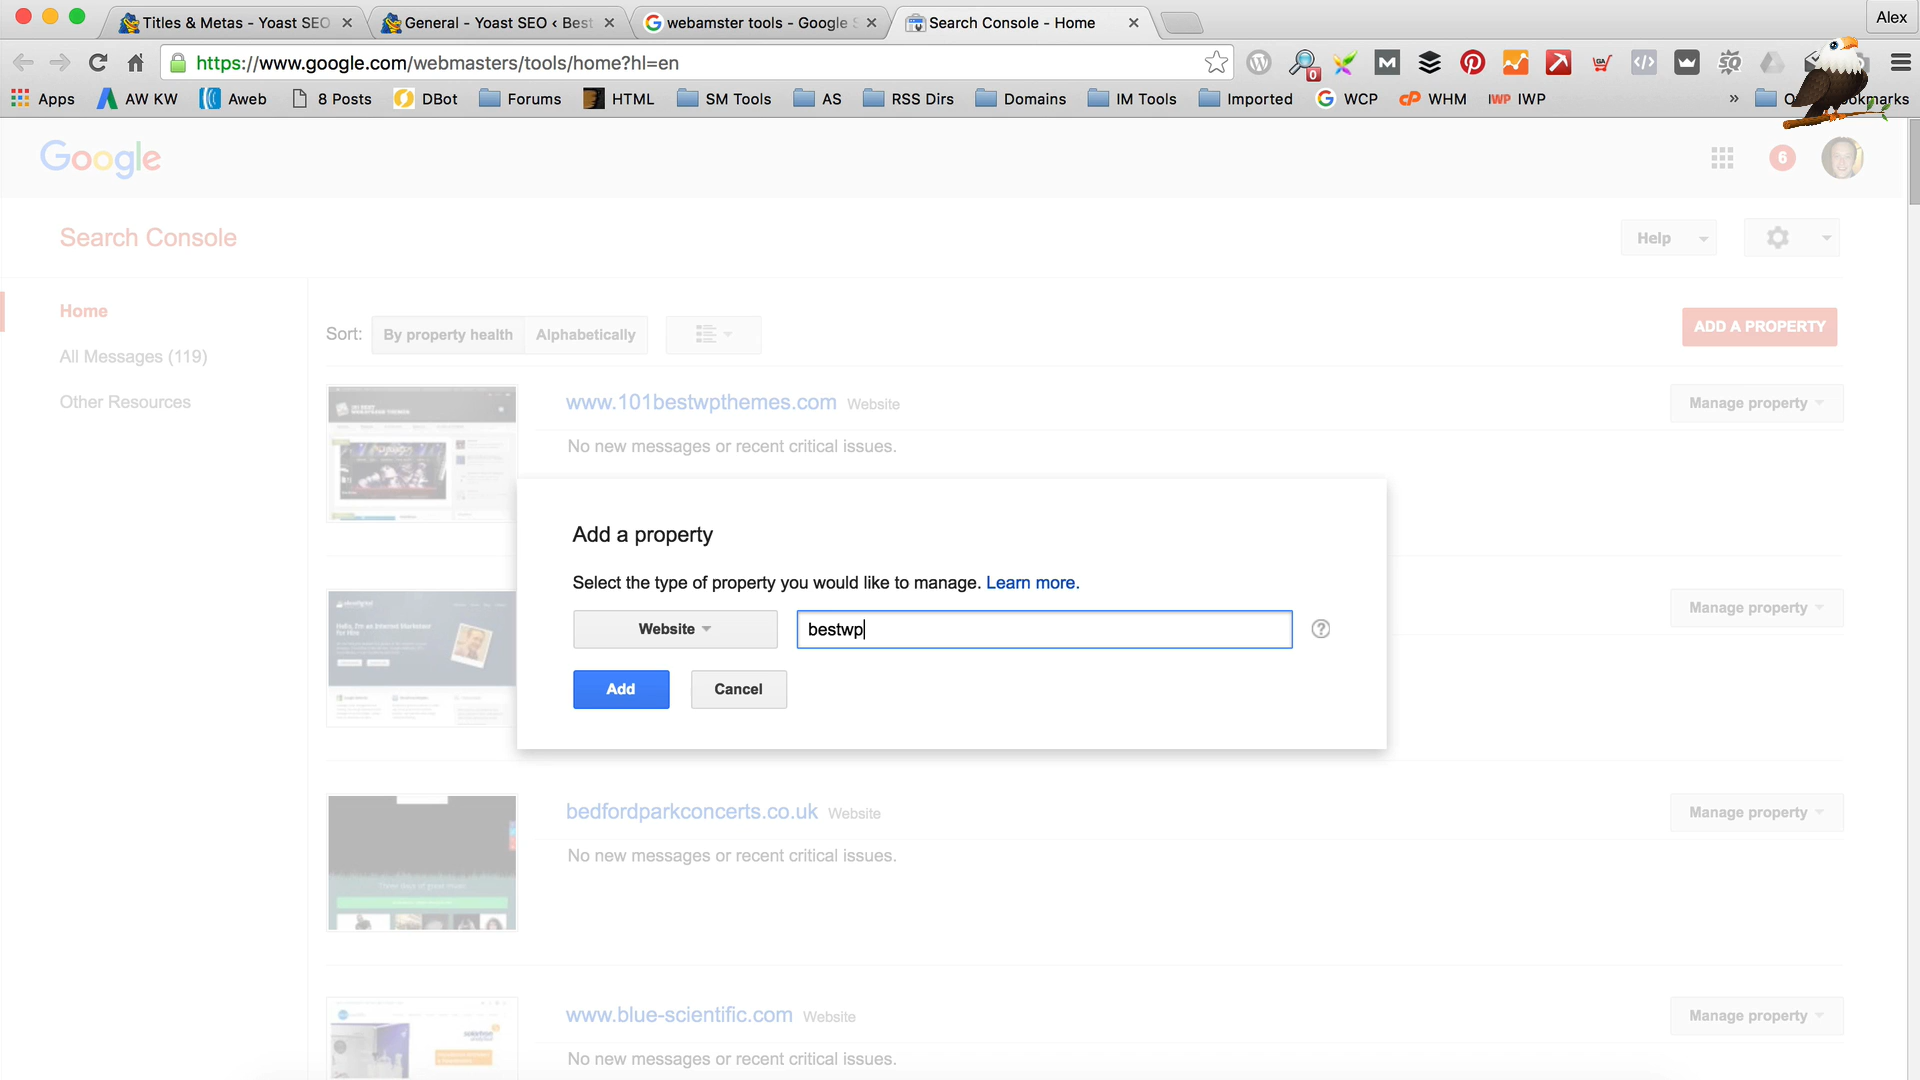 Titles & Metas - Yoast SEO
General - Yoast SEO ‹ Best
webamster tools - Google S
Search Console - Home
Alex
https://www.google.com/webmasters/tools/home?hl=en
0
Apps
AW KW
Aweb
8 Posts
DBot
Forums
HTML
SM Tools
AS
RSS Dirs
Domains
IM Tools
Imported
WCP
WHM
IWP
»
Google
6
Search Console
Help
Home
All Messages (119)
Other Resources
Sort:
By property health
Alphabetically
ADD A PROPERTY
www.101bestwpthemes.com Website
Manage property
No new messages or recent critical issues.
Add a property
Select the type of property you would like to manage. Learn more.
Website
bestwp
Add
Cancel
Manage property
bedfordparkconcerts.co.uk Website
Manage property
No new messages or recent critical issues.
www.blue-scientific.com Website
Manage property
No new messages or recent critical issues.